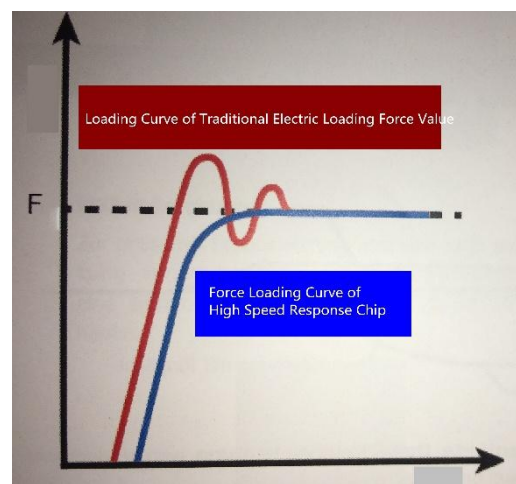 Loading Curve of Traditional Electric Loading Force Value
F
Force Loading Curve of
High Speed Response Chip